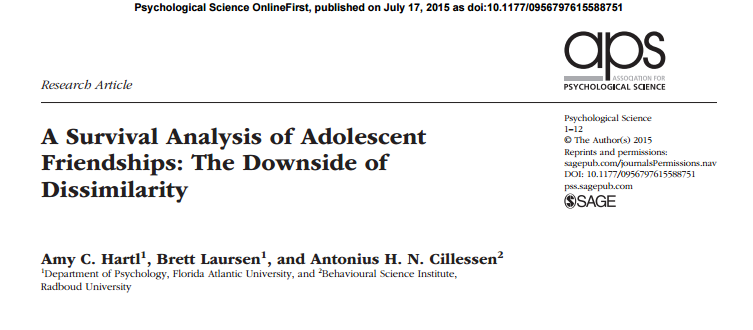 Psychological Science OnlineFirst, published on July 17, 2015 as doi:10.1177/0956797615588751
aps
ASSOCIATION FOR
PSYCHOLOGICAL SCIENCE
Research Article
A Survival Analysis of Adolescent
Friendships: The Downside of
Dissimilarity
Psychological Science
1–12
© The Author(s) 2015
Reprints and permissions:
sagepub.com/journalsPermissions.nav
DOI: 10.1177/0956797615588751
pss.sagepub.com
SAGE
Amy C. Hartl¹, Brett Laursen¹, and Antonius H. N. Cillessen²
¹Department of Psychology, Florida Atlantic University, and ²Behavioural Science Institute,
Radboud University